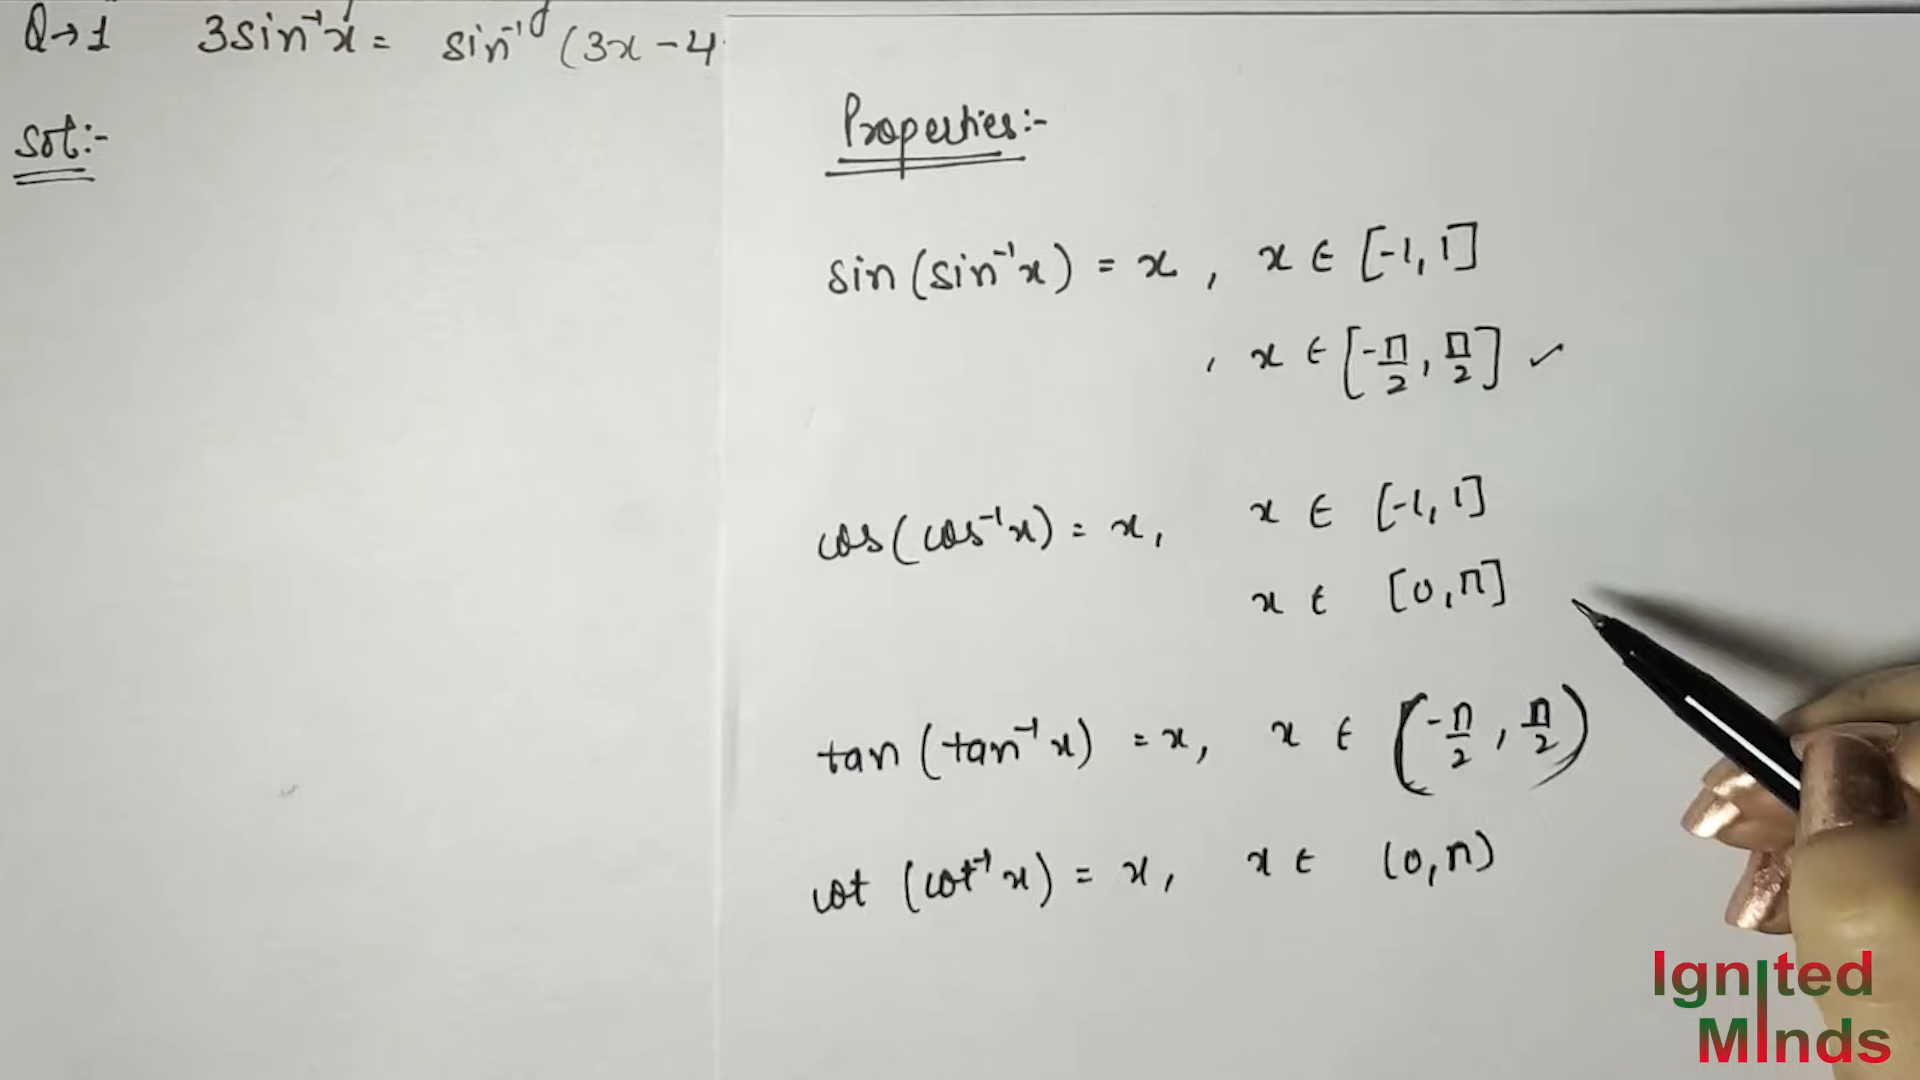 Q→1 3sin⁻¹x = sin⁻¹(3x-4
Sol:-
Properties:-
sin(sin⁻¹x) = x, x ∈ [-1,1]
, x ∈ [-π/2, π/2] ✓
cos(cos⁻¹x) = x, x ∈ [-1,1]
x ∈ [0,π]
tan(tan⁻¹x) = x, x ∈ (-π/2, π/2)
cot(cot⁻¹x) = x, x ∈ (0,π)
Ignited
Minds